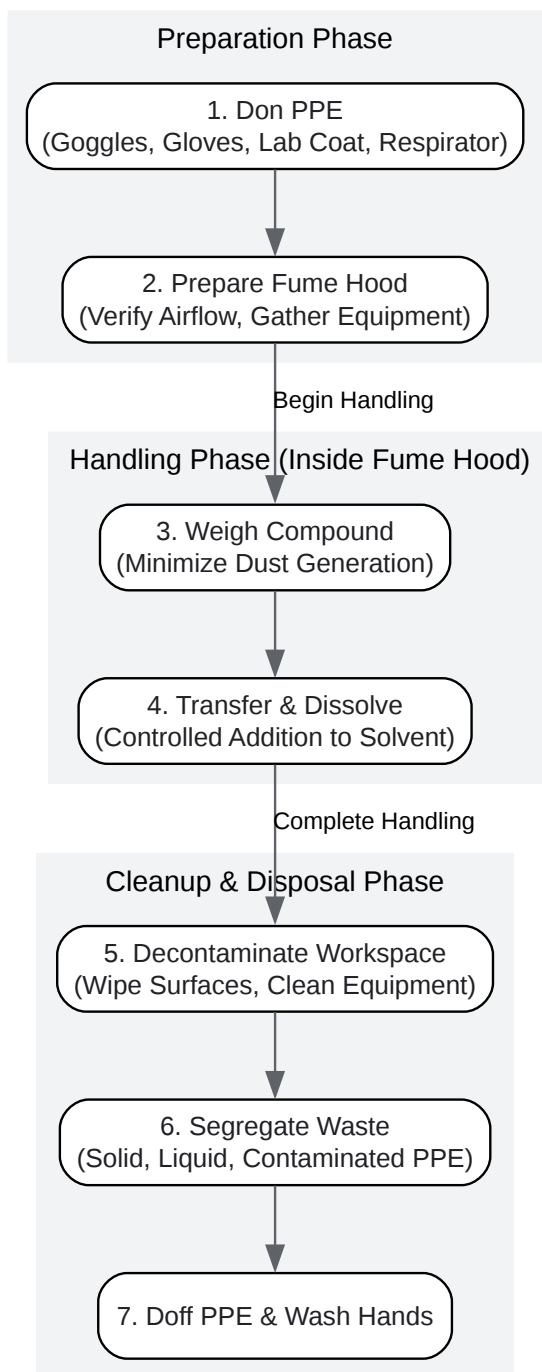 Preparation Phase
1. Don PPE
(Goggles, Gloves, Lab Coat, Respirator)
2. Prepare Fume Hood
(Verify Airflow, Gather Equipment)
Begin Handling
Handling Phase (Inside Fume Hood)
3. Weigh Compound
(Minimize Dust Generation)
4. Transfer & Dissolve
(Controlled Addition to Solvent)
Complete Handling
Cleanup & Disposal Phase
5. Decontaminate Workspace
(Wipe Surfaces, Clean Equipment)
6. Segregate Waste
(Solid, Liquid, Contaminated PPE)
7. Doff PPE & Wash Hands